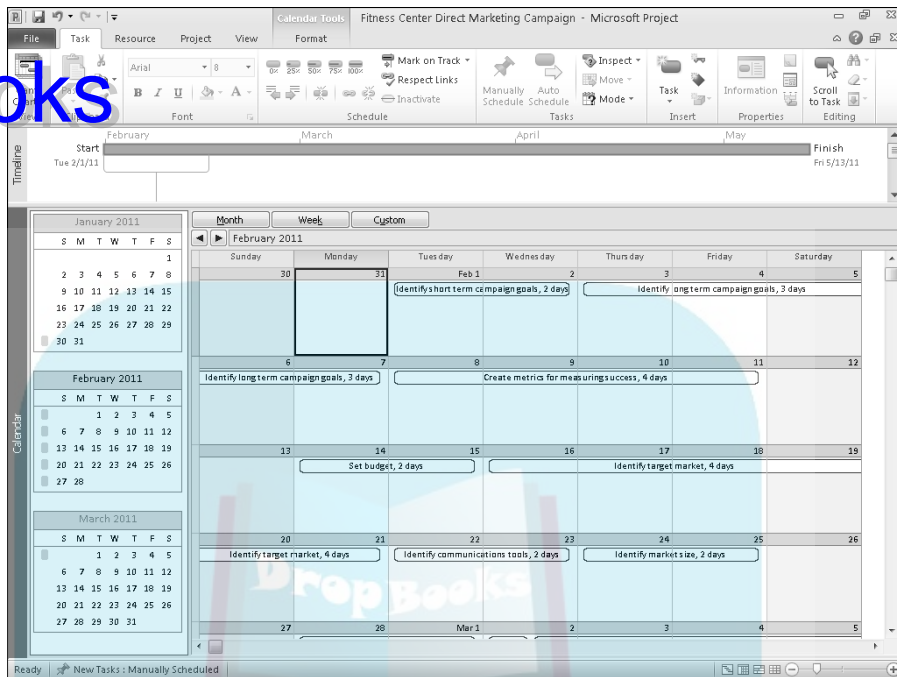 Calendar Tools Fitness Center Direct Marketing Campaign - Microsoft Project
File Task Resource Project View Format
Arial 8
B I U A
Font
0% 25% 50% 75% 100%
Mark on Track
Respect Links
Inactivate
Schedule
Manually Schedule
Auto Schedule
Inspect
Move
Mode
Tasks
Task
Insert
Information
Properties
Scroll to Task
Editing
ooks
Timeline
February March April May
Start
Tue 2/1/11
Finish
Fri 5/13/11
Calendar
January 2011
S M T W T F S
1
2 3 4 5 6 7 8
9 10 11 12 13 14 15
16 17 18 19 20 21 22
23 24 25 26 27 28 29
30 31
February 2011
S M T W T F S
1 2 3 4 5
6 7 8 9 10 11 12
13 14 15 16 17 18 19
20 21 22 23 24 25 26
27 28
March 2011
S M T W T F S
1 2 3 4 5
6 7 8 9 10 11 12
13 14 15 16 17 18 19
20 21 22 23 24 25 26
27 28 29 30 31
Month Week Custom
February 2011
Sunday Monday Tuesday Wednesday Thursday Friday Saturday
30 31 Feb 1 2 3 4 5
Identify short term campaign goals, 2 days Identify long term campaign goals, 3 days
6 7 8 9 10 11 12
Identify long term campaign goals, 3 days Create metrics for measuring success, 4 days
13 14 15 16 17 18 19
Set budget, 2 days Identify target market, 4 days
20 21 22 23 24 25 26
Identify target market, 4 days Identify communications tools, 2 days Identify market size, 2 days
DropBooks
27 28 Mar 1 2 3 4 5
Ready New Tasks : Manually Scheduled